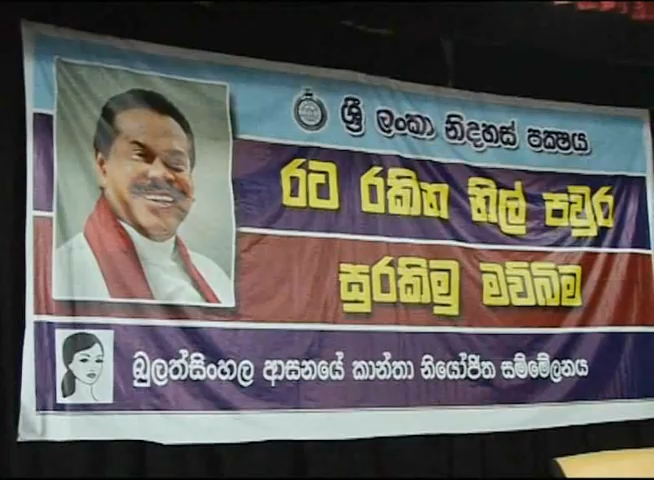 ශ්‍රී ලංකා නිදහස් පක්ෂය
රට රකින නිල් පවුර
සුරකිමු මව්බිම
බුලත්සිංහල ආසනයේ කාන්තා නියෝජිත සම්මේලනය